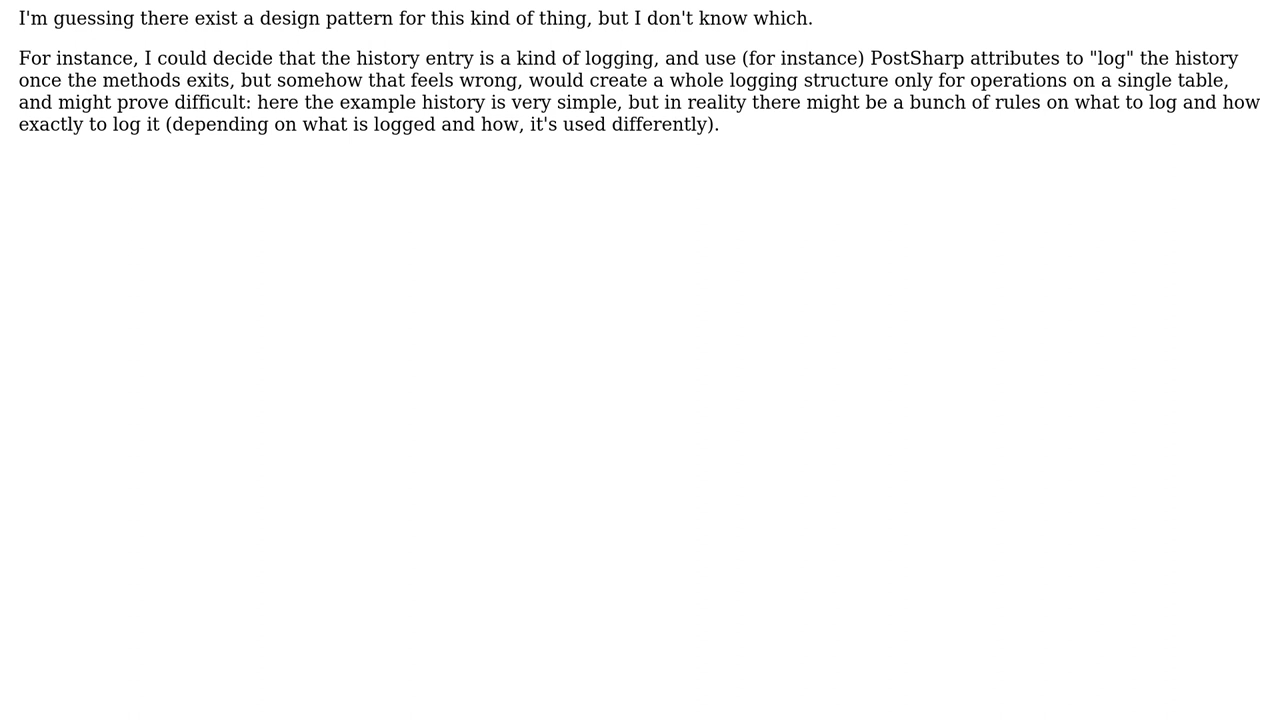 I'm guessing there exist a design pattern for this kind of thing, but I don't know which.
For instance, I could decide that the history entry is a kind of logging, and use (for instance) PostSharp attributes to "log" the history
once the methods exits, but somehow that feels wrong, would create a whole logging structure only for operations on a single table,
and might prove difficult: here the example history is very simple, but in reality there might be a bunch of rules on what to log and how
exactly to log it (depending on what is logged and how, it's used differently).